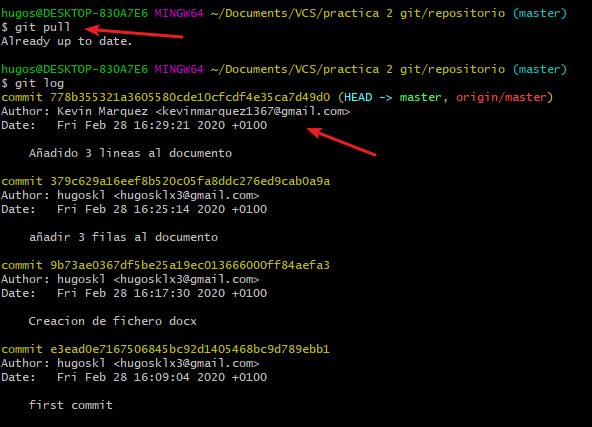 hugos@DESKTOP-830A7E6 MINGW64 ~/Documents/VCS/practica 2 git/repositorio (master)
$ git pull
Already up to date.
hugos@DESKTOP-830A7E6 MINGW64 ~/Documents/VCS/practica 2 git/repositorio (master)
$ git log
commit 778b355321a3605580cde10cfcdf4e35ca7d49d0 (HEAD -> master, origin/master)
Author: Kevin Marquez <kevinmarquez1367@gmail.com>
Date:   Fri Feb 28 16:29:21 2020 +0100
Añadido 3 lineas al documento
commit 379c629a16eef8b520c05fa8ddc276ed9cab0a9a
Author: hugoskl <hugosklx3@gmail.com>
Date:   Fri Feb 28 16:25:14 2020 +0100
añadir 3 filas al documento
commit 9b73ae0367df5be25a19ec013666000ff84aefa3
Author: hugoskl <hugosklx3@gmail.com>
Date:   Fri Feb 28 16:17:30 2020 +0100
Creacion de fichero docx
commit e3ead0e7167506845bc92d1405468bc9d789ebb1
Author: hugoskl <hugosklx3@gmail.com>
Date:   Fri Feb 28 16:09:04 2020 +0100
first commit